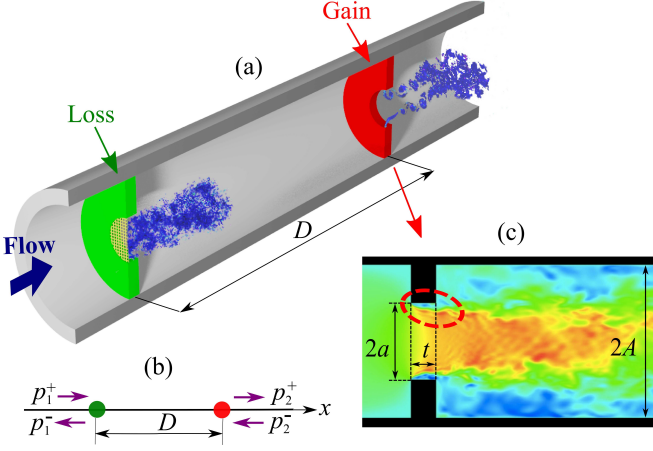 Gain
(a)
Loss
D
Flow
(c)
2a
t
2A
(b)
p₁⁺
p₂⁺
x
p₁⁻
D
p₂⁻